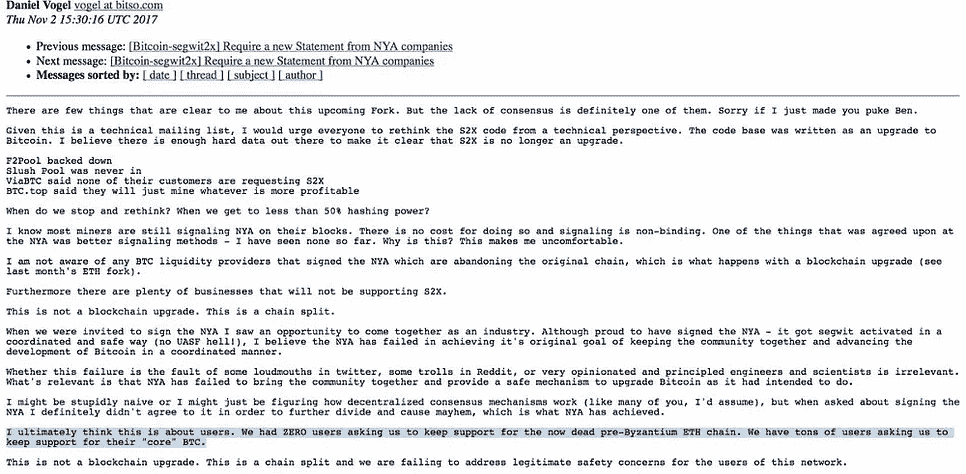 Daniel Vogel vogel at bitso.com
Thu Nov 2 15:30:16 UTC 2017
• Previous message: [Bitcoin-segwit2x] Require a new Statement from NYA companies
• Next message: [Bitcoin-segwit2x] Require a new Statement from NYA companies
• Messages sorted by: [ date ] [ thread ] [ subject ] [ author ]
There are few things that are clear to me about this upcoming Fork. But the lack of consensus is definitely one of them. Sorry if I just made you puke Ben.
Given this is a technical mailing list, I would urge everyone to rethink the S2X code from a technical perspective. The code base was written as an upgrade to
Bitcoin. I believe there is enough hard data out there to make it clear that S2X is no longer an upgrade.
F2Pool backed down
Slush Pool was never in
ViaBTC said none of their customers are requesting S2X
BTC.top said they will just mine whatever is more profitable
When do we stop and rethink? When we get to less than 50% hashing power?
I know most miners are still signaling NYA on their blocks. There is no cost for doing so and signaling is non-binding. One of the things that was agreed upon at
the NYA was better signaling methods - I have seen none so far. Why is this? This makes me uncomfortable.
I am not aware of any BTC liquidity providers that signed the NYA which are abandoning the original chain, which is what happens with a blockchain upgrade (see
last month's ETH fork).
Furthermore there are plenty of businesses that will not be supporting S2X.
This is not a blockchain upgrade. This is a chain split.
When we were invited to sign the NYA I saw an opportunity to come together as an industry. Although proud to have signed the NYA - it got segwit activated in a
coordinated and safe way (no UASF hell!), I believe the NYA has failed in achieving it's original goal of keeping the community together and advancing the
development of Bitcoin in a coordinated manner.
Whether this failure is the fault of some loudmouths in twitter, some trolls in Reddit, or very opinionated and principled engineers and scientists is irrelevant.
What's relevant is that NYA has failed to bring the community together and provide a safe mechanism to upgrade Bitcoin as it had intended to do.
I might be stupidly naive or I might just be figuring how decentralized consensus mechanisms work (like many of you, I'd assume), but when asked about signing the
NYA I definitely didn't agree to it in order to further divide and cause mayhem, which is what NYA has achieved.
I ultimately think this is about users. We had ZERO users asking us to keep support for the now dead pre-Byzantium ETH chain. We have tons of users asking us to
keep support for their "core" BTC.
This is not a blockchain upgrade. This is a chain split and we are failing to address legitimate safety concerns for the users of this network.